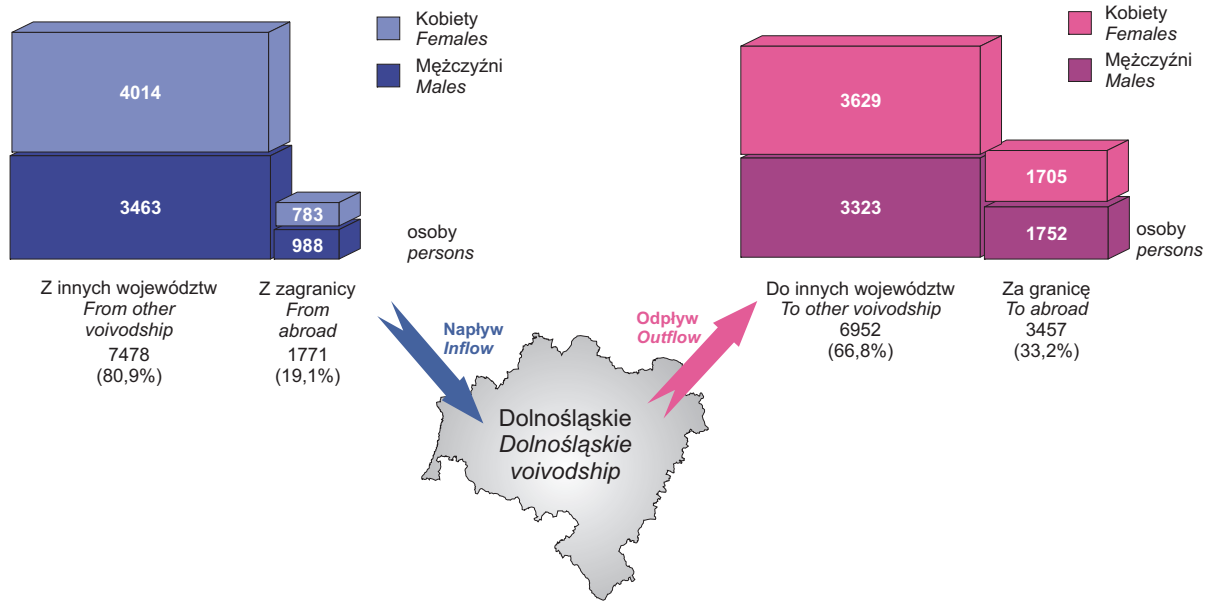 Kobiety
Females
Mężczyźni
Males
4014
3463
783
988
osoby
persons
Z innych województw
From other
voivodship
7478
(80,9%)
Z zagranicy
From
abroad
1771
(19,1%)
Kobiety
Females
Mężczyźni
Males
3629
3323
1705
1752
osoby
persons
Do innych województw
To other voivodship
6952
(66,8%)
Za granicę
To abroad
3457
(33,2%)
Napływ
Inflow
Odpływ
Outflow
Dolnośląskie
Dolnośląskie
voivodship